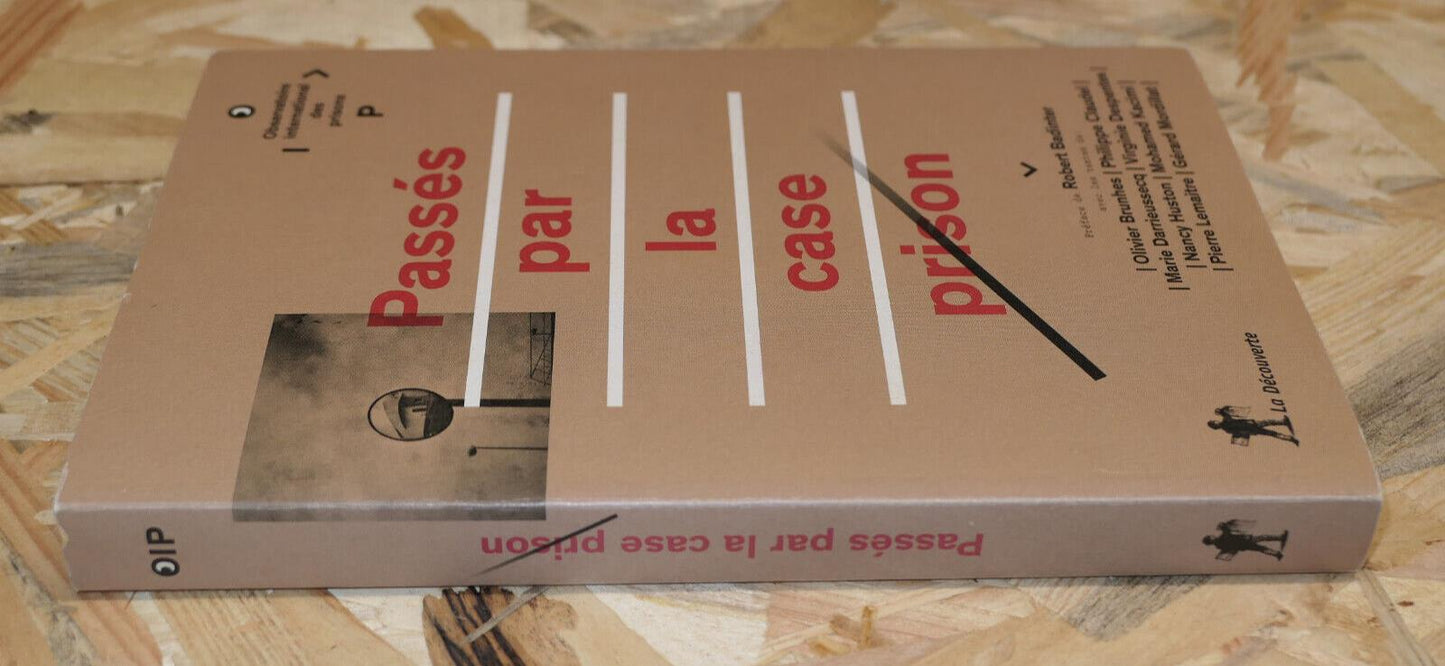 O
Observatoire
international
des
prisons
I
P
Passés
par
la
case
prison
Préface de Robert Badinter
avec les textes de
| Olivier Brunhes | Philippe Claudel |
| Marie Darrieussecq | Virginie Despentes |
| Nancy Huston | Mohamed Kacimi |
| Pierre Lemaitre | Gérard Mordillat |
La Découverte
OIP
Passés par la case prison